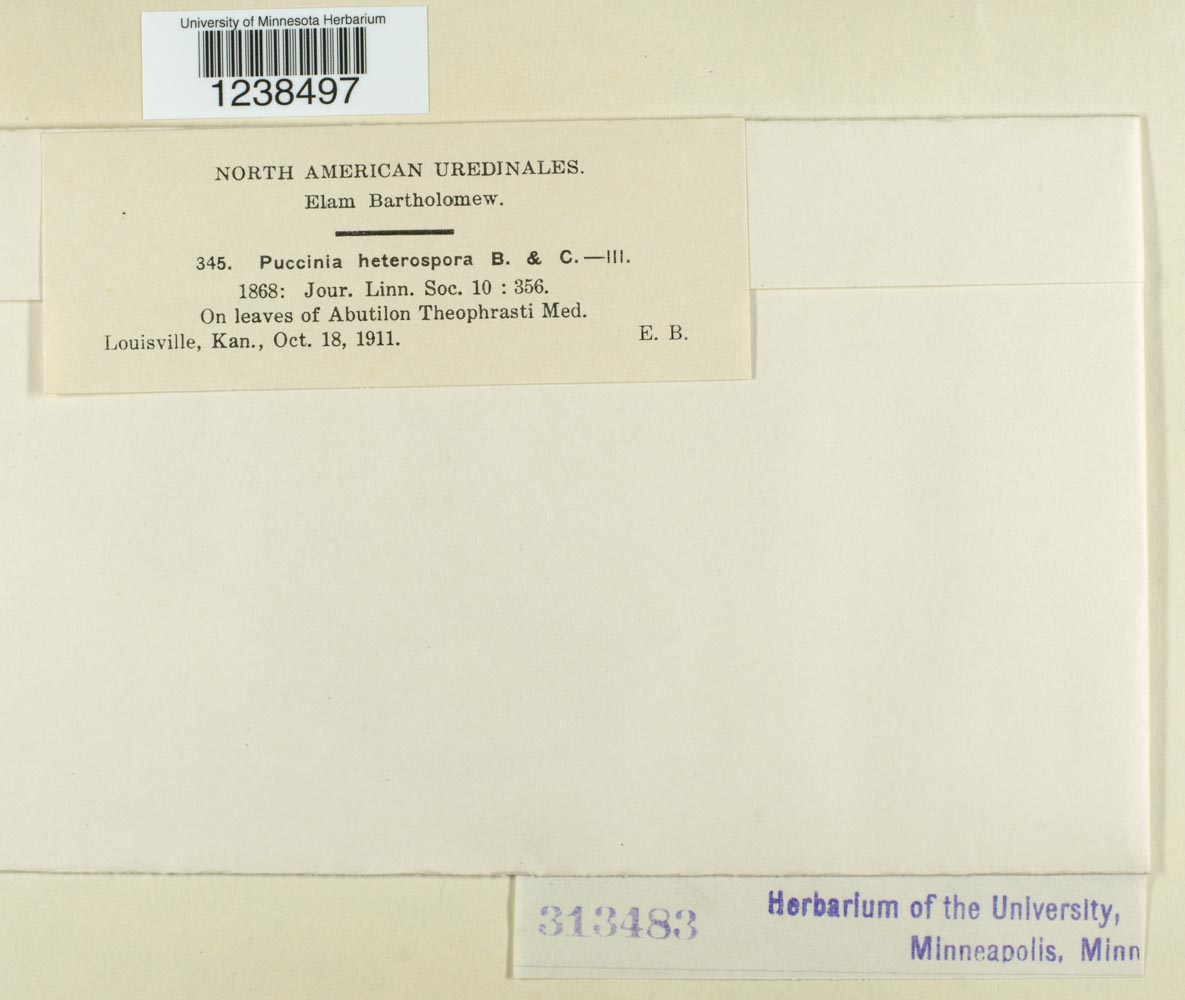 University of Minnesota Herbarium
1238497
NORTH AMERICAN UREDINALES.
Elam Bartholomew.
345. Puccinia heterospora B. & C.—III.
1868: Jour. Linn. Soc. 10 : 356.
On leaves of Abutilon Theophrasti Med.
Louisville, Kan., Oct. 18, 1911. E. B.
313483
Herbarium of the University,
Minneapolis, Minn